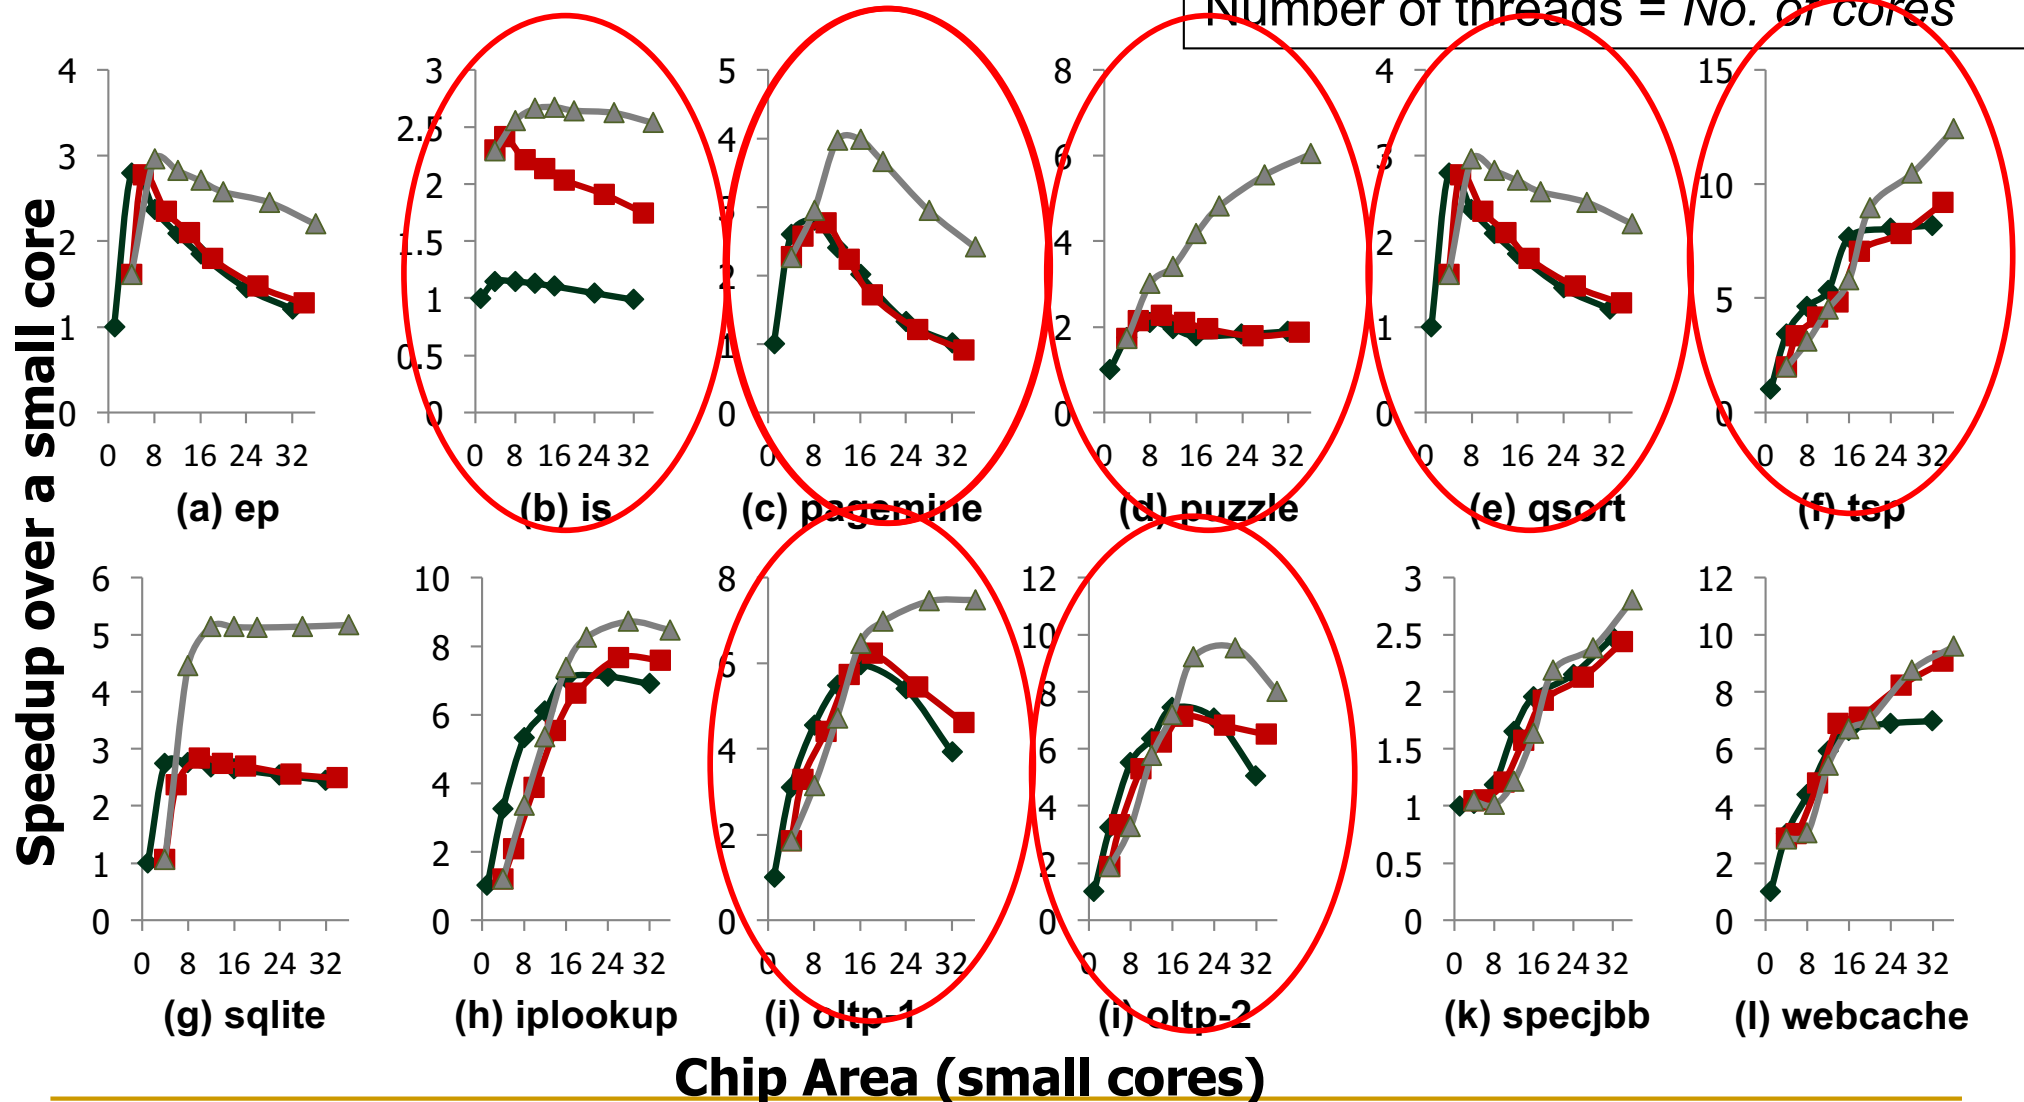 Number of threads = No. of cores
Speedup over a small core
4
3
2
1
0
0 8 16 24 32
(a) ep
3
2.5
2
1.5
1
0.5
0
0 8 16 24 32
(b) is
5
4
3
2
1
0
0 8 16 24 32
(c) pagemine
8
6
4
2
0
0 8 16 24 32
(d) puzzle
4
3
2
1
0
0 8 16 24 32
(e) qsort
15
10
5
0
0 8 16 24 32
(f) tsp
6
5
4
3
2
1
0
0 8 16 24 32
(g) sqlite
10
8
6
4
2
0
0 8 16 24 32
(h) iplookup
8
6
4
2
0
0 8 16 24 32
(i) oltp-1
12
10
8
6
4
2
0
0 8 16 24 32
(i) oltp-2
3
2.5
2
1.5
1
0.5
0
0 8 16 24 32
(k) specjbb
12
10
8
6
4
2
0
0 8 16 24 32
(l) webcache
Chip Area (small cores)